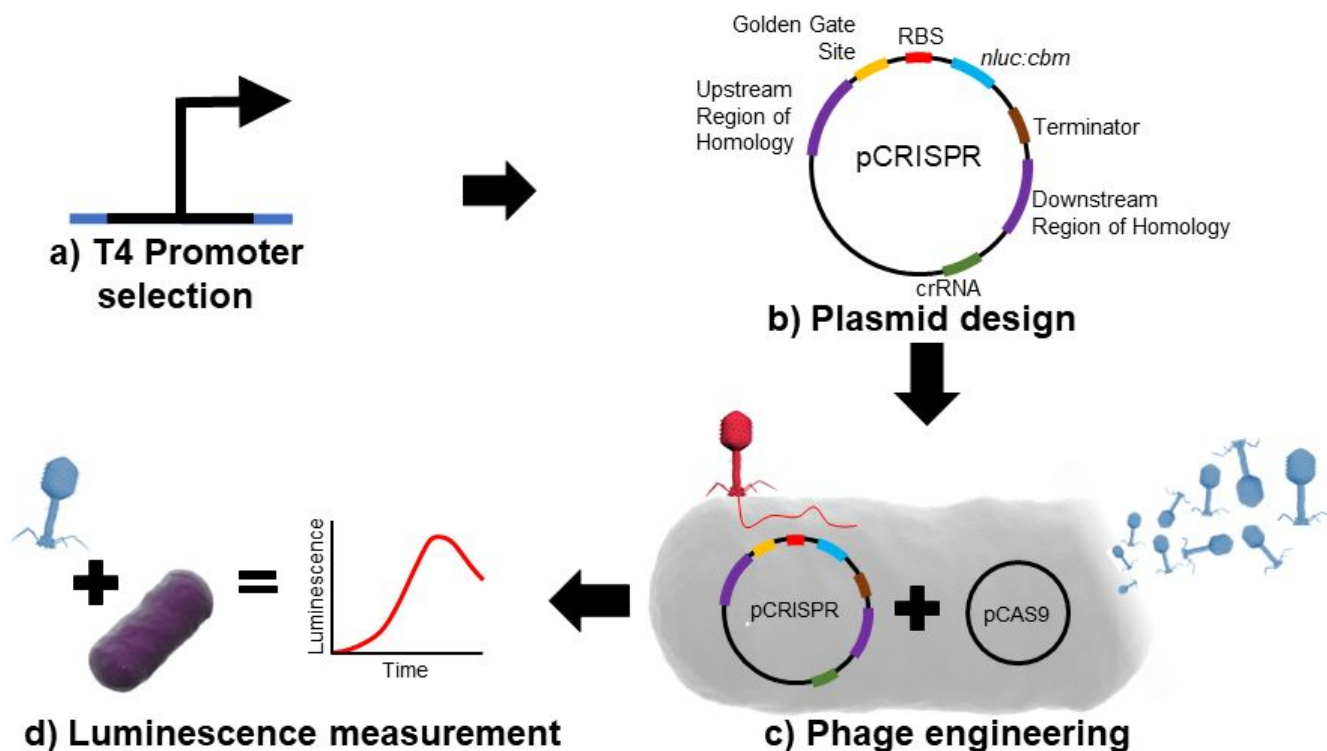 a) T4 Promoter
selection
Golden Gate
Site
RBS
nluc:cbm
Upstream
Region of
Homology
Terminator
pCRISPR
Downstream
Region of Homology
crRNA
b) Plasmid design
pCRISPR
pCAS9
c) Phage engineering
Luminescence
Time
d) Luminescence measurement